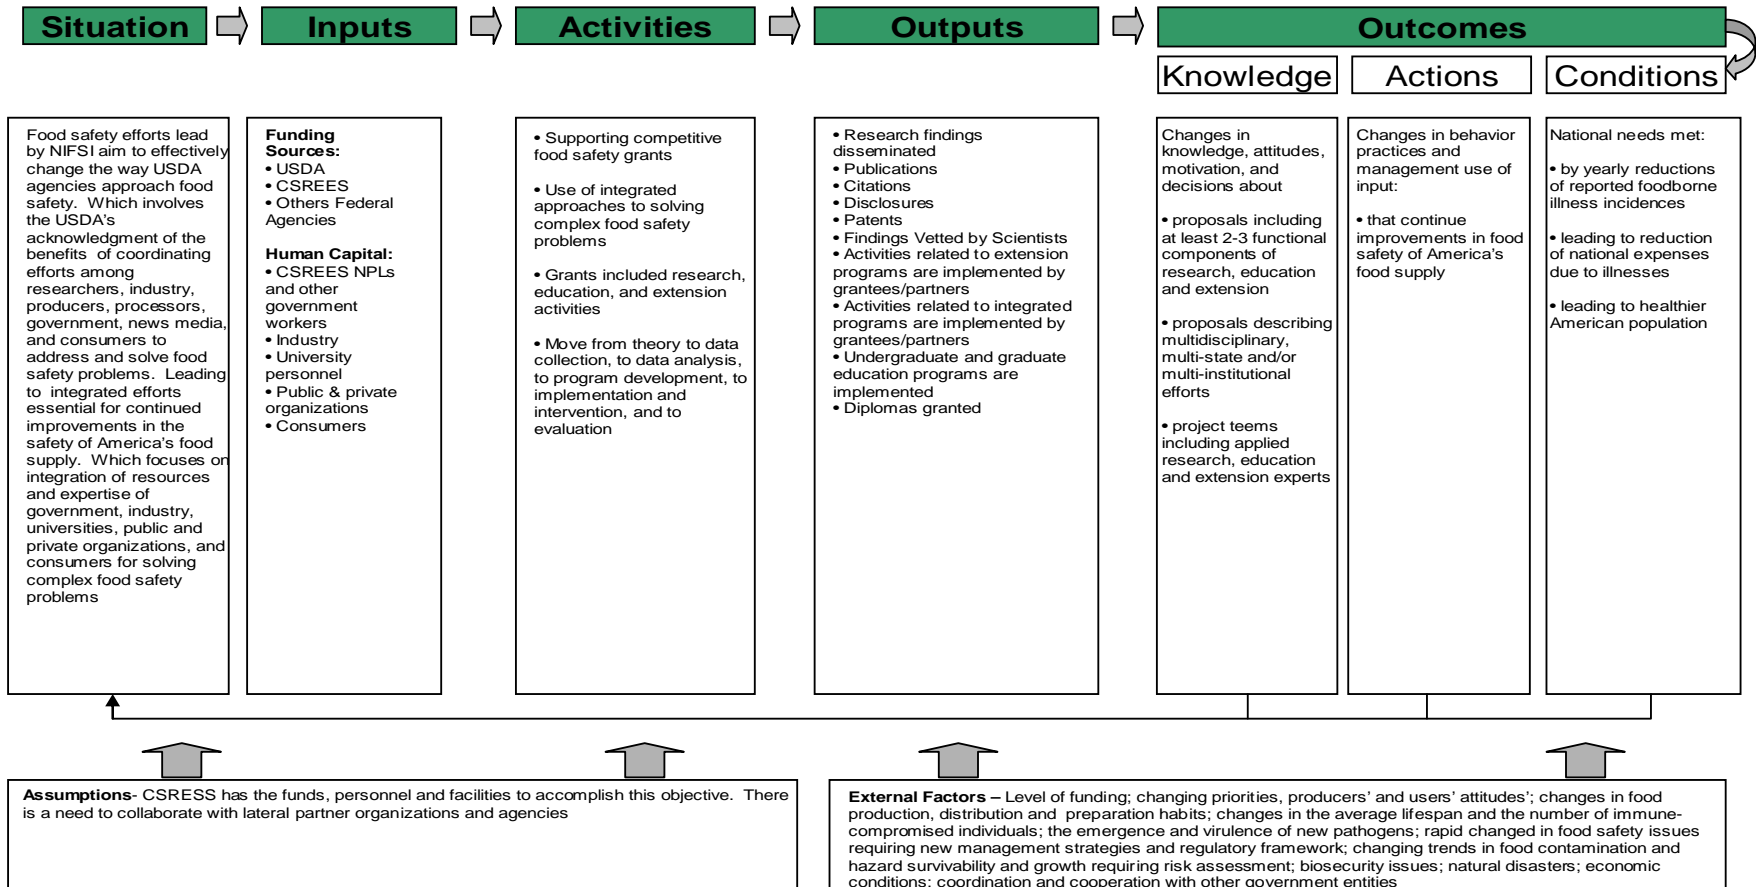 Situation
Inputs
Activities
Outputs
Outcomes
Knowledge
Actions
Conditions
Food safety efforts lead
by NIFSI aim to effectively
change the way USDA
agencies approach food
safety. Which involves
the USDA's
acknowledgment of the
benefits of coordinating
efforts among
researchers, industry,
producers, processors,
government, news media,
and consumers to
address and solve food
safety problems. Leading
to integrated efforts
essential for continued
improvements in the
safety of America's food
supply. Which focuses on
integration of resources
and expertise of
government, industry,
universities, public and
private organizations, and
consumers for solving
complex food safety
problems
Funding
Sources:
• USDA
• CSREES
• Others Federal
Agencies
Human Capital:
• CSREES NPLs
and other
government
workers
• Industry
• University
personnel
• Public & private
organizations
• Consumers
• Supporting competitive
food safety grants
• Use of integrated
approaches to solving
complex food safety
problems
• Grants included research,
education, and extension
activities
• Move from theory to data
collection, to data analysis,
to program development, to
implementation and
intervention, and to
evaluation
• Research findings
disseminated
• Publications
• Citations
• Disclosures
• Patents
• Findings Vetted by Scientists
• Activities related to extension
programs are implemented by
grantees/partners
• Activities related to integrated
programs are implemented by
grantees/partners
• Undergraduate and graduate
education programs are
implemented
• Diplomas granted
Changes in
knowledge, attitudes,
motivation, and
decisions about
• proposals including
at least 2-3 functional
components of
research, education
and extension
• proposals describing
multidisciplinary,
multi-state and/or
multi-institutional
efforts
• project teems
including applied
research, education
and extension experts
Changes in behavior
practices and
management use of
input:
• that continue
improvements in food
safety of America's
food supply
National needs met:
• by yearly reductions
of reported foodborne
illness incidences
• leading to reduction
of national expenses
due to illnesses
• leading to healthier
American population
Assumptions- CSRESS has the funds, personnel and facilities to accomplish this objective. There
is a need to collaborate with lateral partner organizations and agencies
External Factors – Level of funding; changing priorities, producers' and users' attitudes'; changes in food
production, distribution and preparation habits; changes in the average lifespan and the number of immune-
compromised individuals; the emergence and virulence of new pathogens; rapid changed in food safety issues
requiring new management strategies and regulatory framework; changing trends in food contamination and
hazard survivability and growth requiring risk assessment; biosecurity issues; natural disasters; economic
conditions; coordination and cooperation with other government entities